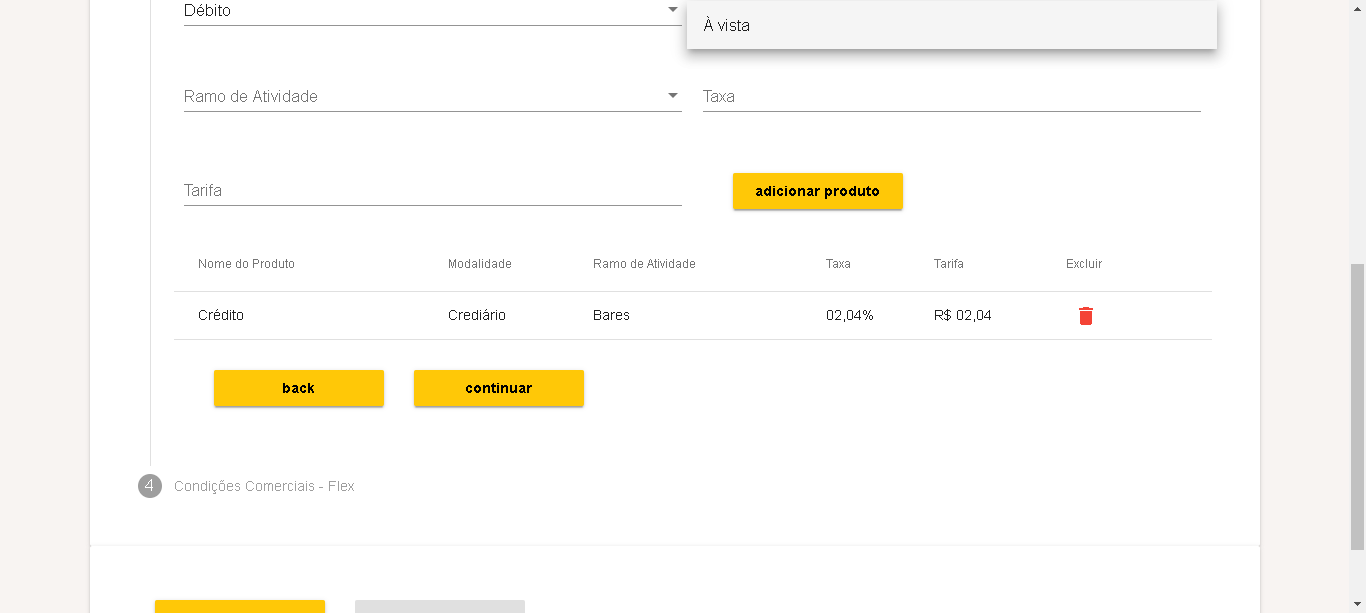 Débito
À vista
Ramo de Atividade
Taxa
Tarifa
adicionar produto
Nome do Produto Modalidade Ramo de Atividade Taxa Tarifa Excluir
Crédito Crediário Bares 02,04% R$ 02,04
back
continuar
4 Condições Comerciais - Flex